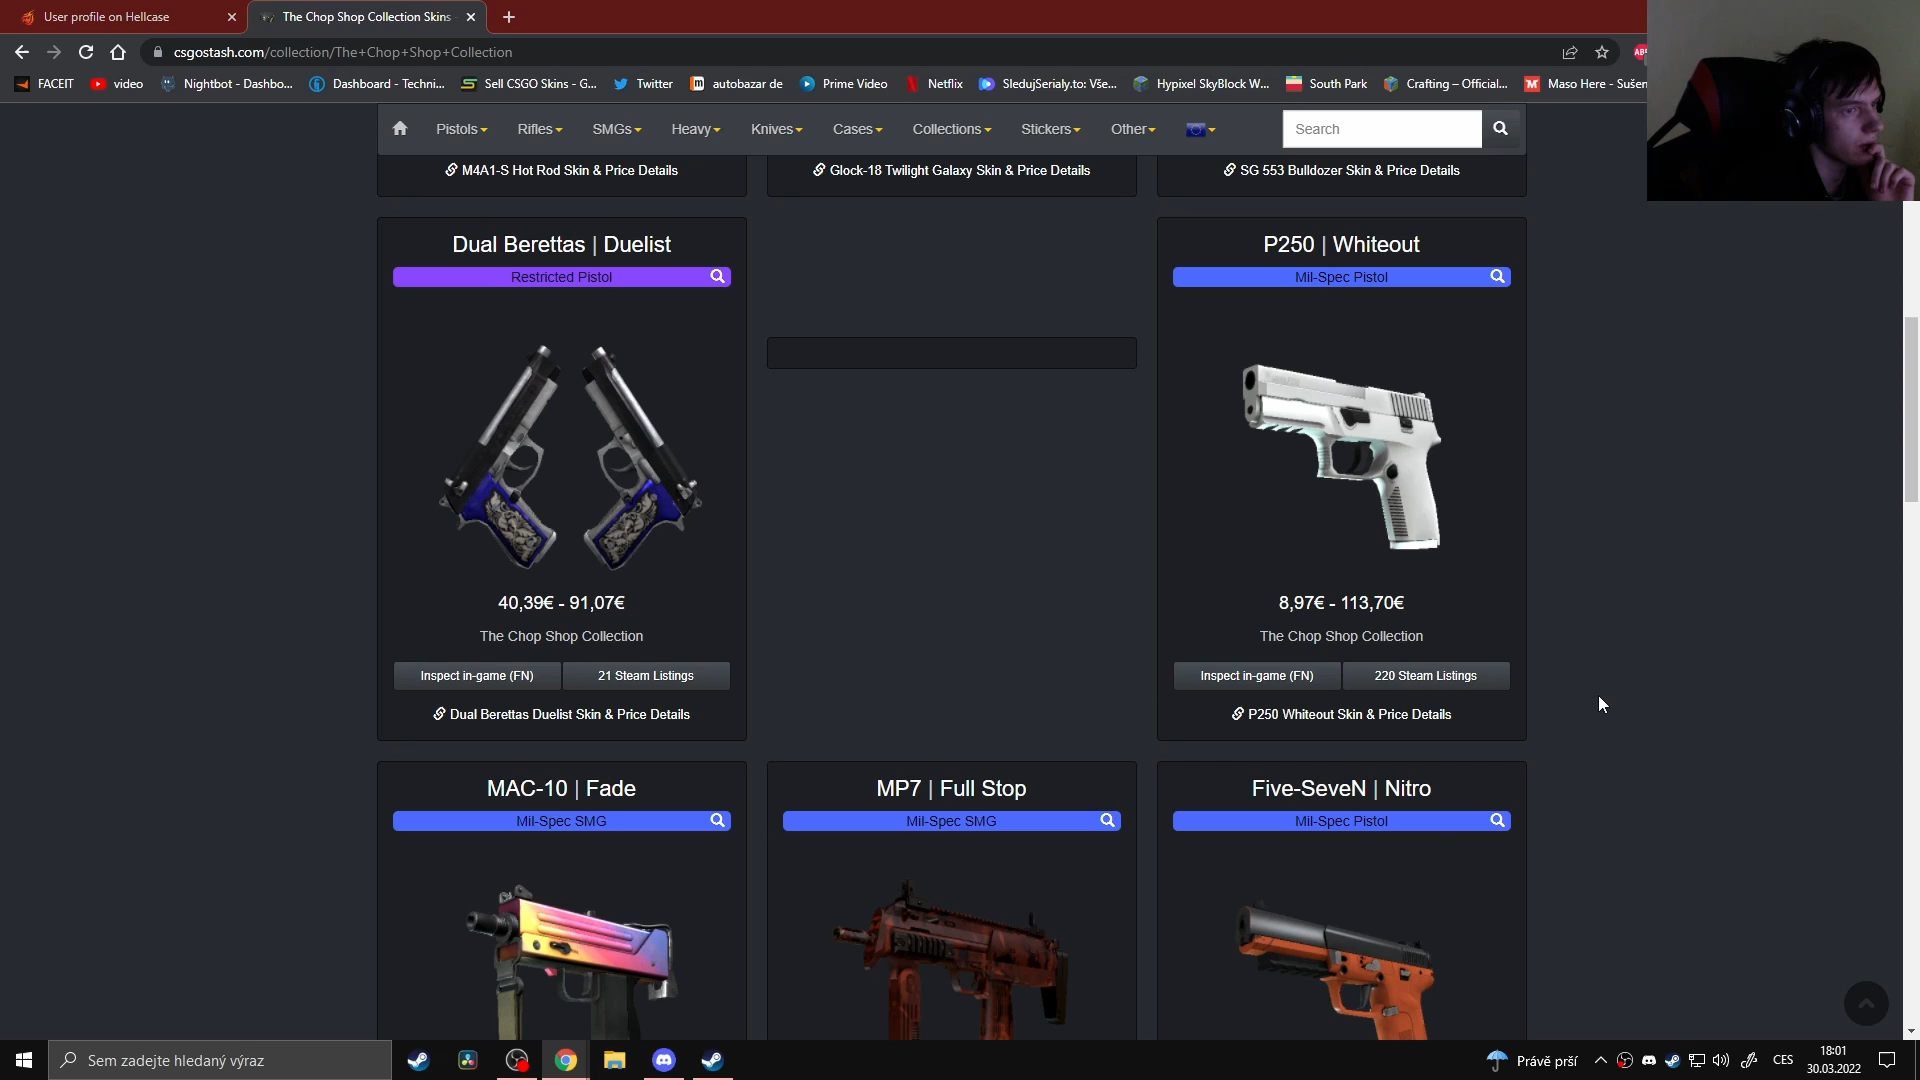 User profile on Hellcase
The Chop Shop Collection Skins
csgostash.com/collection/The+Chop+Shop+Collection
FACEIT
video
Nightbot - Dashbo...
Dashboard - Techni...
Sell CSGO Skins - G...
Twitter
autobazar de
Prime Video
Netflix
SledujSerialy.to: Vše...
Hypixel SkyBlock W...
South Park
Crafting – Official...
Maso Here - Sušen
Pistols
Rifles
SMGs
Heavy
Knives
Cases
Collections
Stickers
Other
Search
M4A1-S Hot Rod Skin & Price Details
Glock-18 Twilight Galaxy Skin & Price Details
SG 553 Bulldozer Skin & Price Details
Dual Berettas | Duelist
Restricted Pistol
40,39€ - 91,07€
The Chop Shop Collection
Inspect in-game (FN)
21 Steam Listings
Dual Berettas Duelist Skin & Price Details
P250 | Whiteout
Mil-Spec Pistol
8,97€ - 113,70€
The Chop Shop Collection
Inspect in-game (FN)
220 Steam Listings
P250 Whiteout Skin & Price Details
MAC-10 | Fade
Mil-Spec SMG
MP7 | Full Stop
Mil-Spec SMG
Five-SeveN | Nitro
Mil-Spec Pistol
Sem zadejte hledaný výraz
Právě prší
CES
18:01
30.03.2022